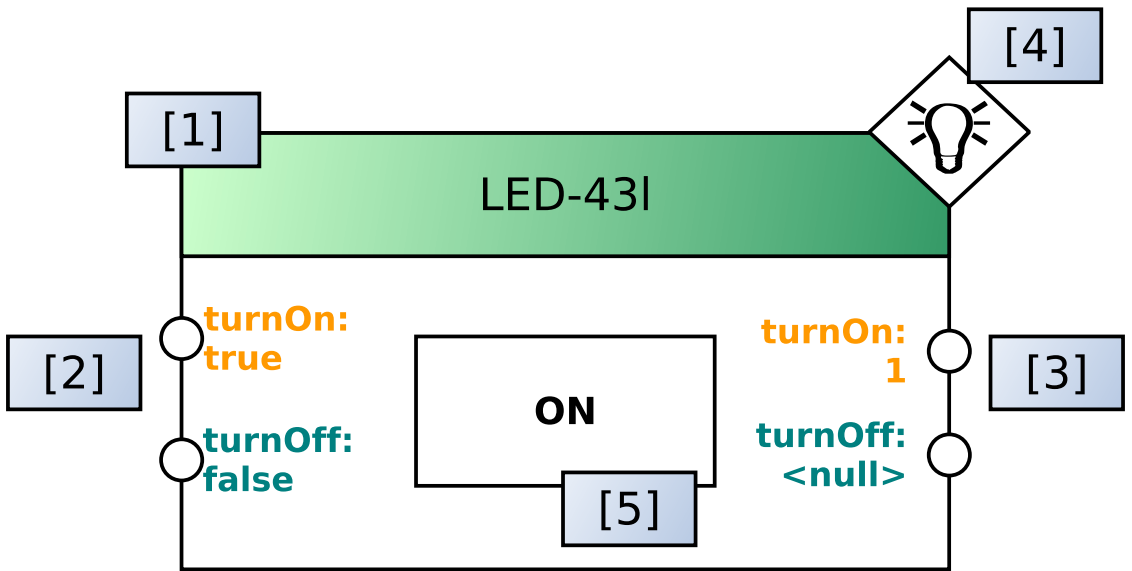 [4]
[1]
LED-43l
turnOn:
true
turnOn:
1
[2]
[3]
ON
turnOff:
false
turnOff:
<null>
[5]